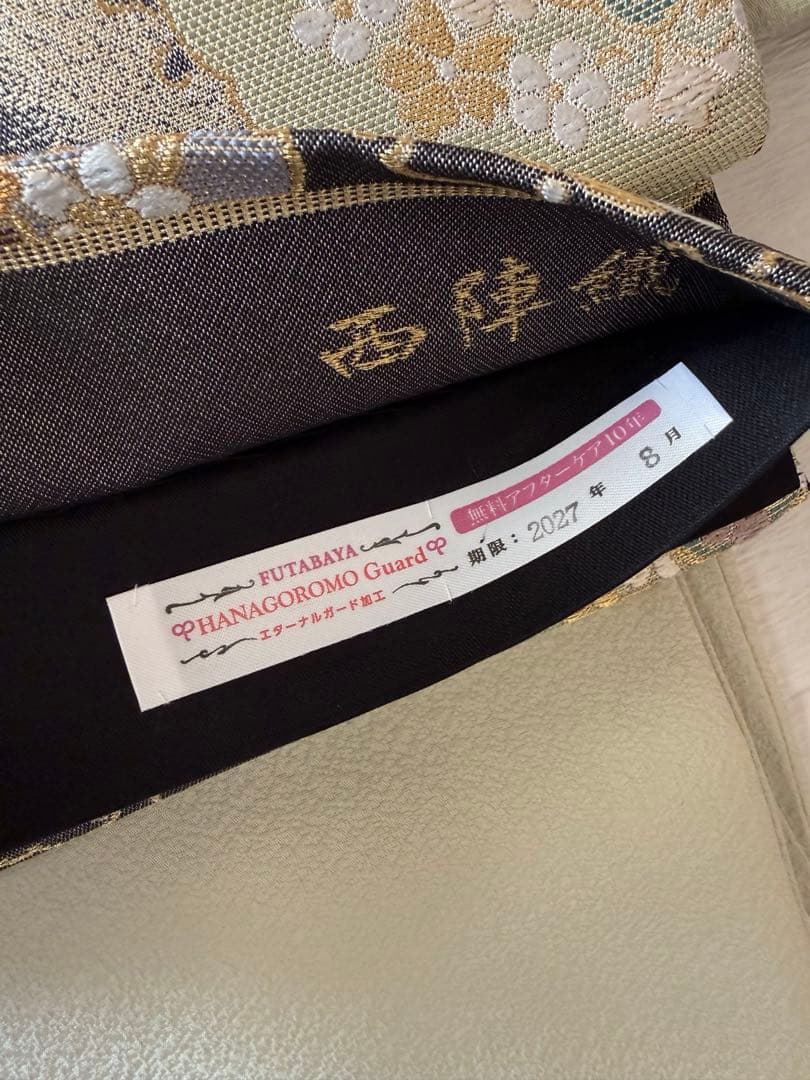 西陣織
FUTABAYA
HANAGOROMO Guard
エターナルガード加工
無料アフターケア10年
期限：2027年 8月